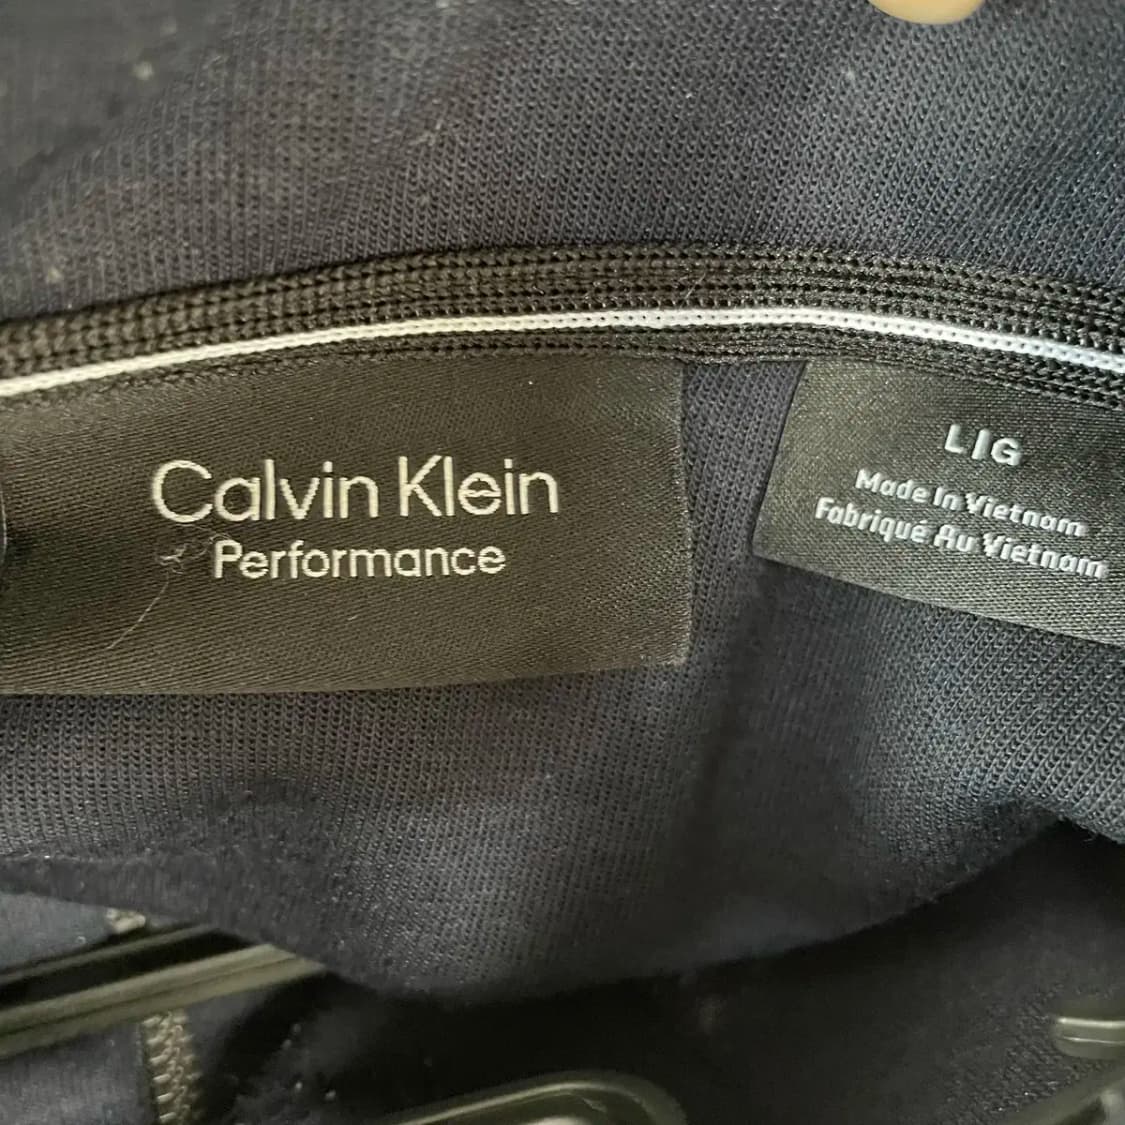 Calvin Klein
Performance
L|G
Made In Vietnam
Fabriqué Au Vietnam